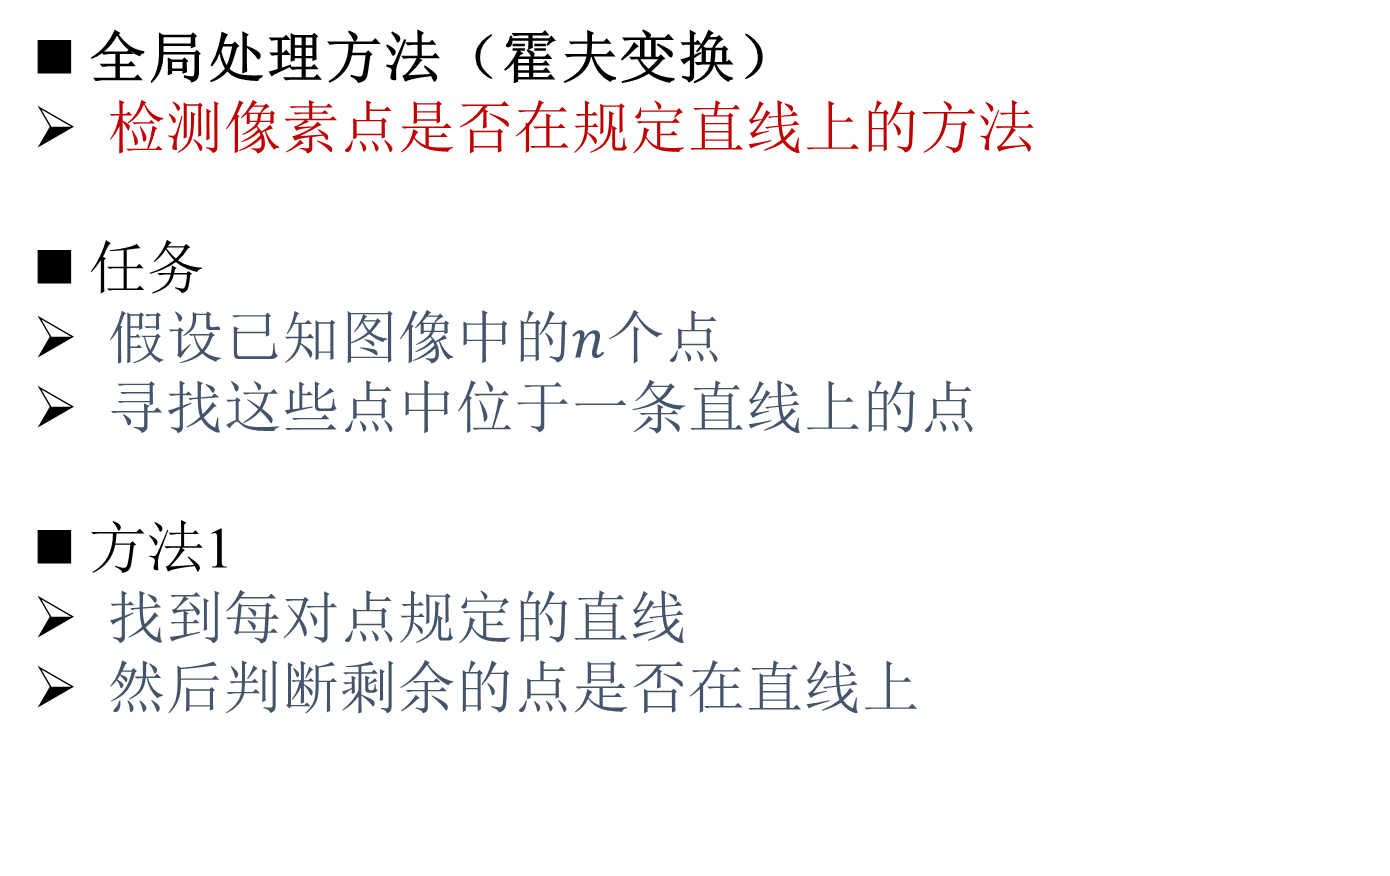 ■ 全局处理方法（霍夫变换）
➢ 检测像素点是否在规定直线上的方法
■ 任务
➢ 假设已知图像中的n个点
➢ 寻找这些点中位于一条直线上的点
■ 方法1
➢ 找到每对点规定的直线
➢ 然后判断剩余的点是否在直线上